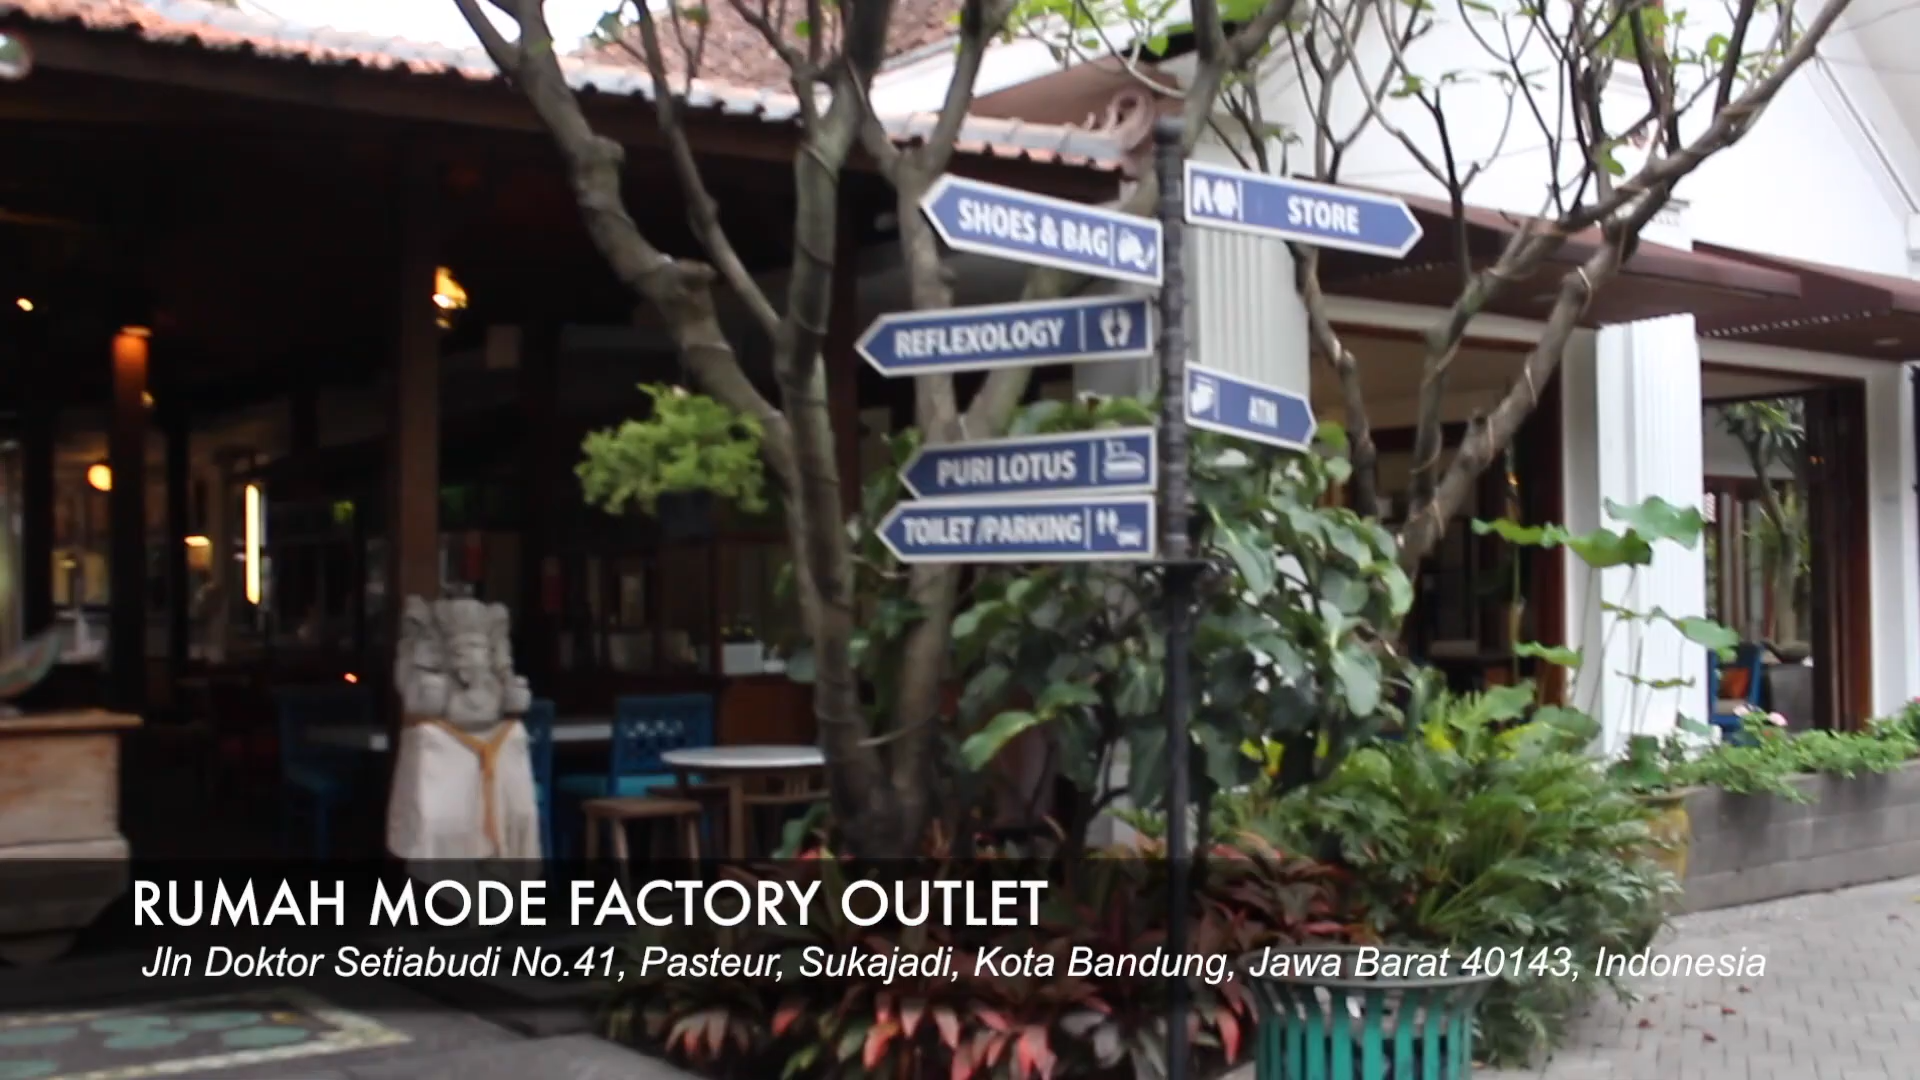 STORE
SHOES & BAG
REFLEXOLOGY
ATM
PURI LOTUS
TOILET /PARKING
RUMAH MODE FACTORY OUTLET
Jln Doktor Setiabudi No.41, Pasteur, Sukajadi, Kota Bandung, Jawa Barat 40143, Indonesia